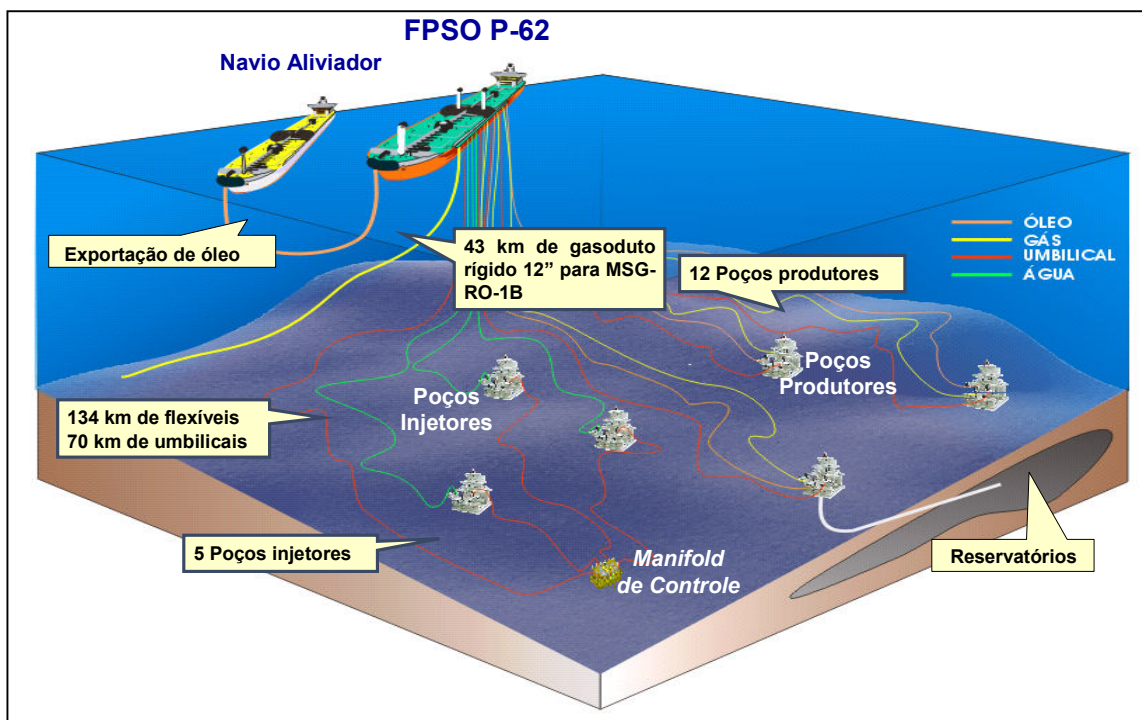 FPSO P-62
Navio Aliviador
Exportação de óleo
43 km de gasoduto
rígido 12” para MSG-
RO-1B
12 Poços produtores
ÓLEO
GÁS
UMBILICAL
ÁGUA
Poços
Produtores
Poços
Injetores
134 km de flexíveis
70 km de umbilicais
5 Poços injetores
Manifold
de Controle
Reservatórios